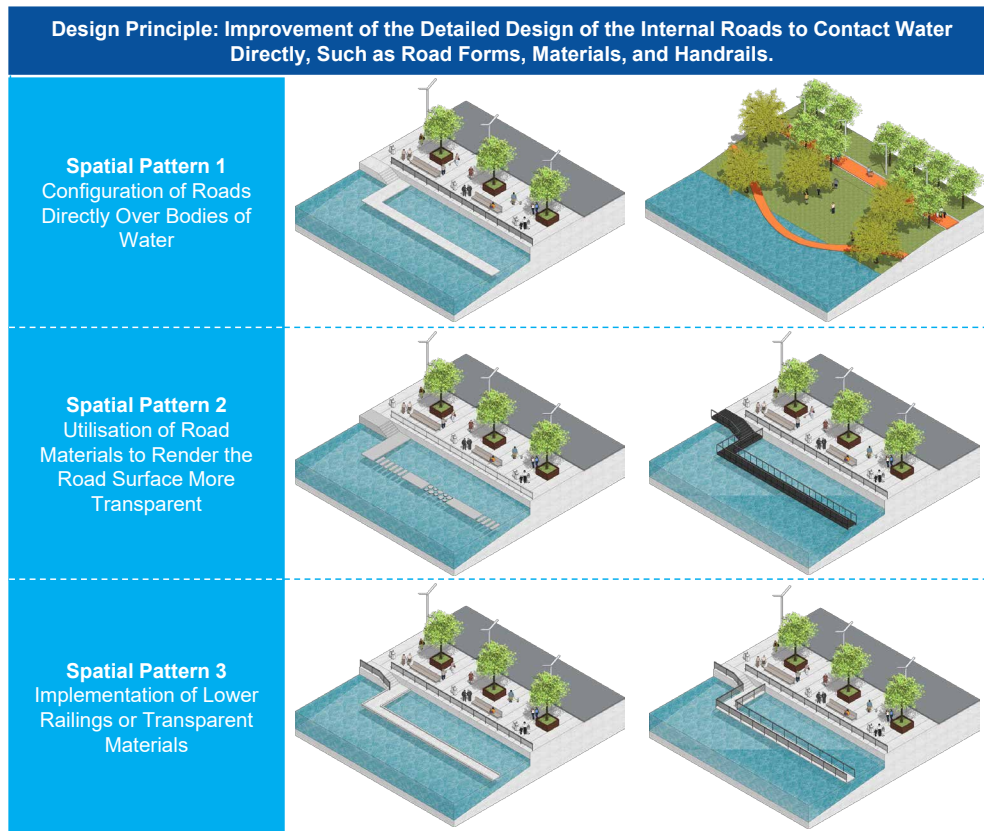 Design Principle: Improvement of the Detailed Design of the Internal Roads to Contact Water
Directly, Such as Road Forms, Materials, and Handrails.
Spatial Pattern 1
Configuration of Roads
Directly Over Bodies of
Water
Spatial Pattern 2
Utilisation of Road
Materials to Render the
Road Surface More
Transparent
Spatial Pattern 3
Implementation of Lower
Railings or Transparent
Materials